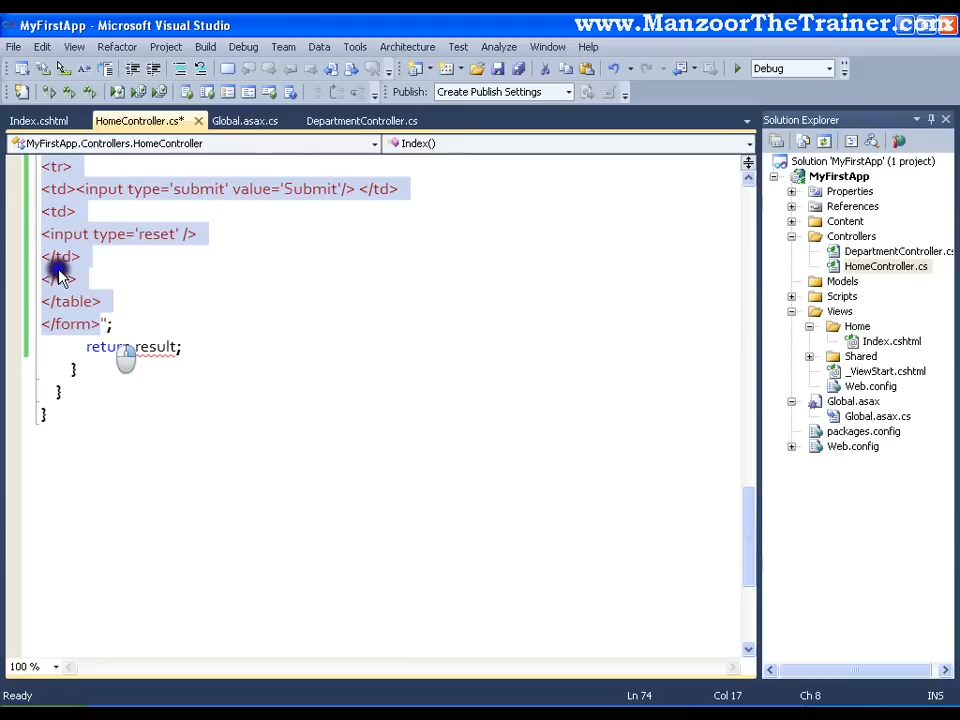 MyFirstApp - Microsoft Visual Studio
www.ManzoorTheTrainer.com
File Edit View Refactor Project Build Debug Team Data Tools Architecture Test Analyze Window Help
Debug
Publish: Create Publish Settings
Index.cshtml HomeController.cs* Global.asax.cs DepartmentController.cs
MyFirstApp.Controllers.HomeController Index()
<tr>
<td><input type='submit' value='Submit'/> </td>
<td>
<input type='reset' />
</td>
</table>
</form>";
return result;
}
}
}
100 %
Solution Explorer
Solution 'MyFirstApp' (1 project)
MyFirstApp
Properties
References
Content
Controllers
DepartmentController.cs
HomeController.cs
Models
Scripts
Views
Home
Index.cshtml
Shared
_ViewStart.cshtml
Web.config
Global.asax
Global.asax.cs
packages.config
Web.config
Ready Ln 74 Col 17 Ch 8 INS